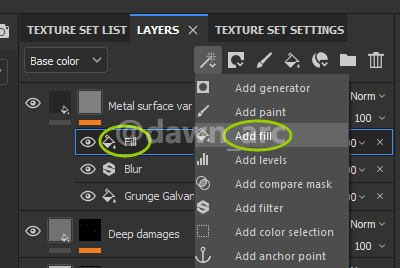 TEXTURE SET LIST LAYERS TEXTURE SET SETTINGS
Base color
Add generator
Metal surface var Norm
Add paint 100
@dawn_arc
Fill Add fill
Add levels
Blur
Add compare mask
Grunge Galvan
Add filter
Add color selection Norm
Deep damages
100
Add anchor point